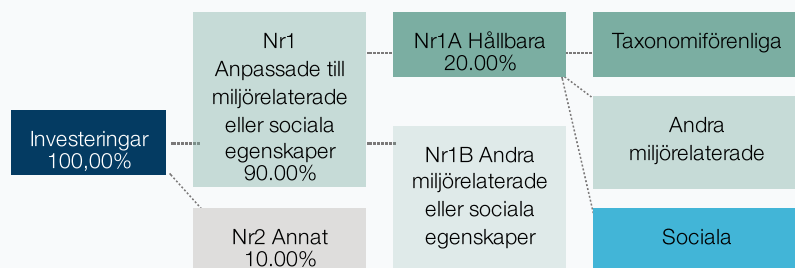 Investeringar
100,00%
Nr1
Anpassade till
miljörelaterade
eller sociala
egenskaper
90.00%
Nr2 Annat
10.00%
Nr1A Hållbara
20.00%
Nr1B Andra
miljörelaterade
eller sociala
egenskaper
Taxonomiförenliga
Andra
miljörelaterade
Sociala